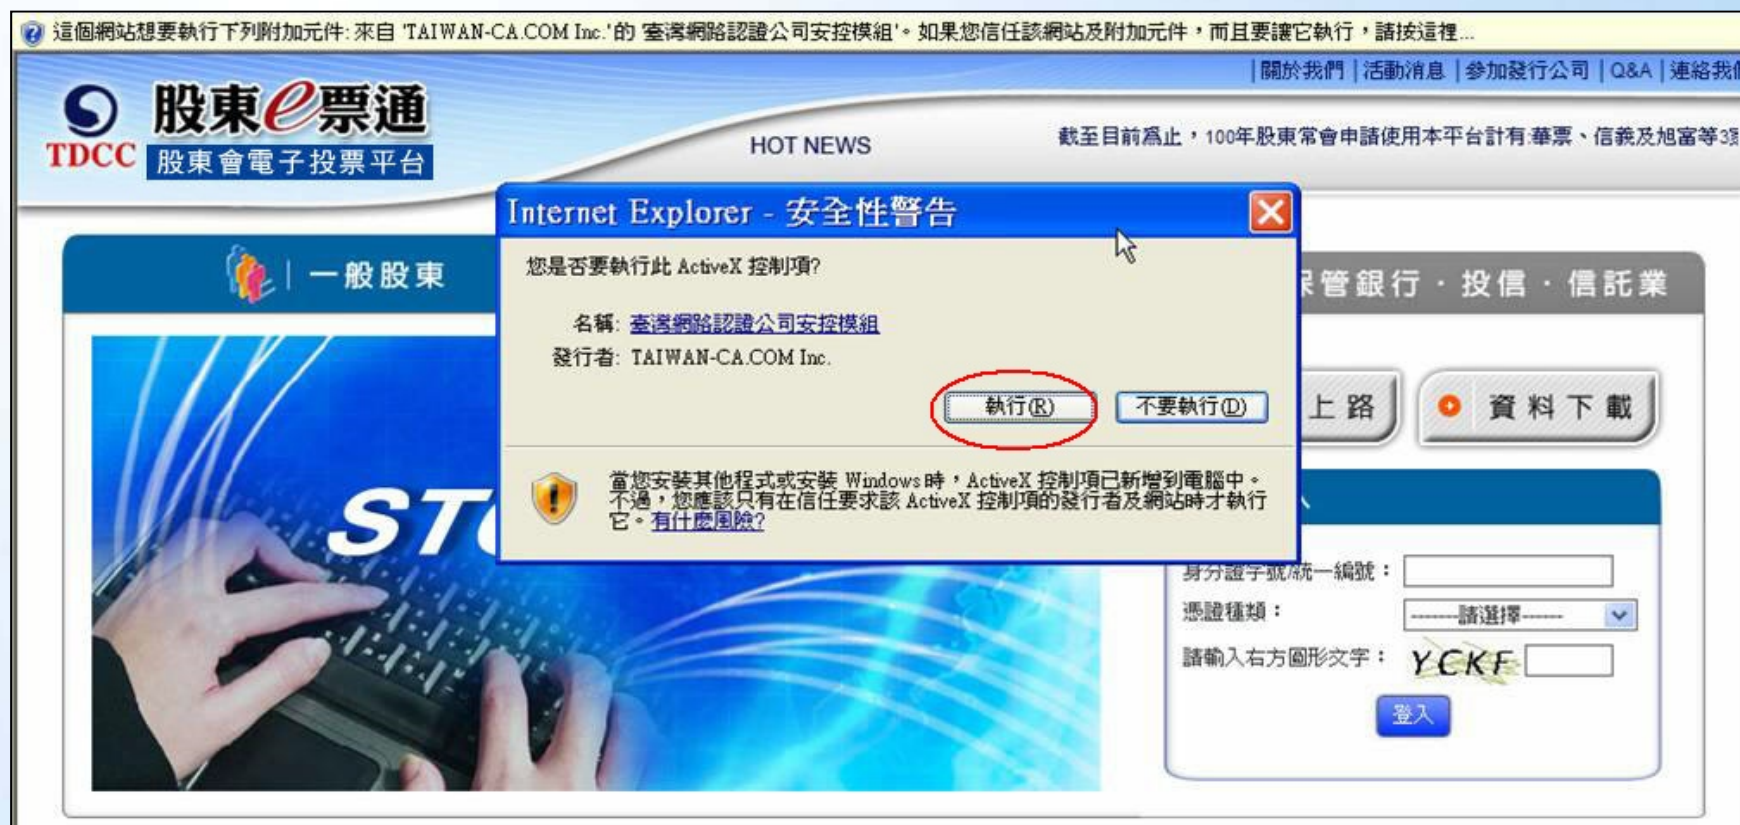 這個網站想要執行下列附加元件: 來自 'TAIWAN-CA.COM Inc.'的 '臺灣網路認證公司安控模組'。如果您信任該網站及附加元件，而且要讓它執行，請按這裡...
|關於我們|活動消息|參加發行公司|Q&A|連絡我
股東e票通
TDCC 股東會電子投票平台
HOT NEWS
截至目前為止，100年股東常會申請使用本平台計有:華票、信義及旭富等3
Internet Explorer - 安全性警告
一般股東
您是否要執行此 ActiveX 控制項?
管銀行．投信．信託業
名稱: 臺灣網路認證公司安控模組
發行者: TAIWAN-CA.COM Inc.
執行(R)
不要執行(D)
上路
資料下載
當您安裝其他程式或安裝 Windows 時，ActiveX 控制項已新增到電腦中。
不過，您應該只有在信任要求該 ActiveX 控制項的發行者及網站時才執行
它。有什麼風險?
ST
身分證字號/統一編號：
憑證種類：
-------請選擇------
請輸入右方圖形文字：
YCKF
登入